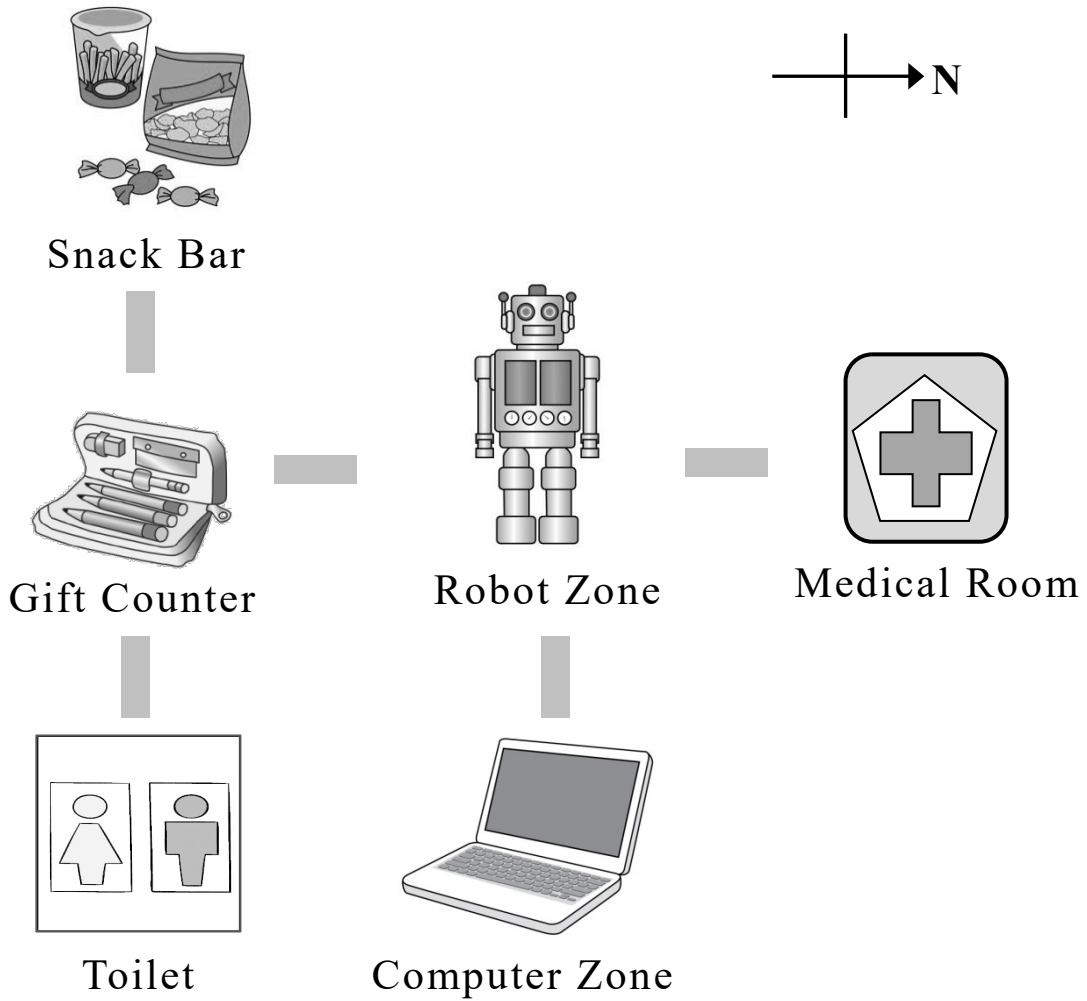 N
Snack Bar
Gift Counter
Robot Zone
Medical Room
Toilet
Computer Zone